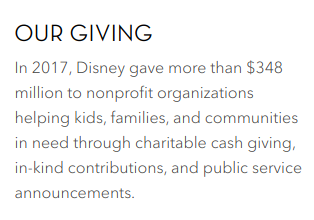 OUR GIVING
In 2017, Disney gave more than $348
million to nonprofit organizations
helping kids, families, and communities
in need through charitable cash giving,
in-kind contributions, and public service
announcements.